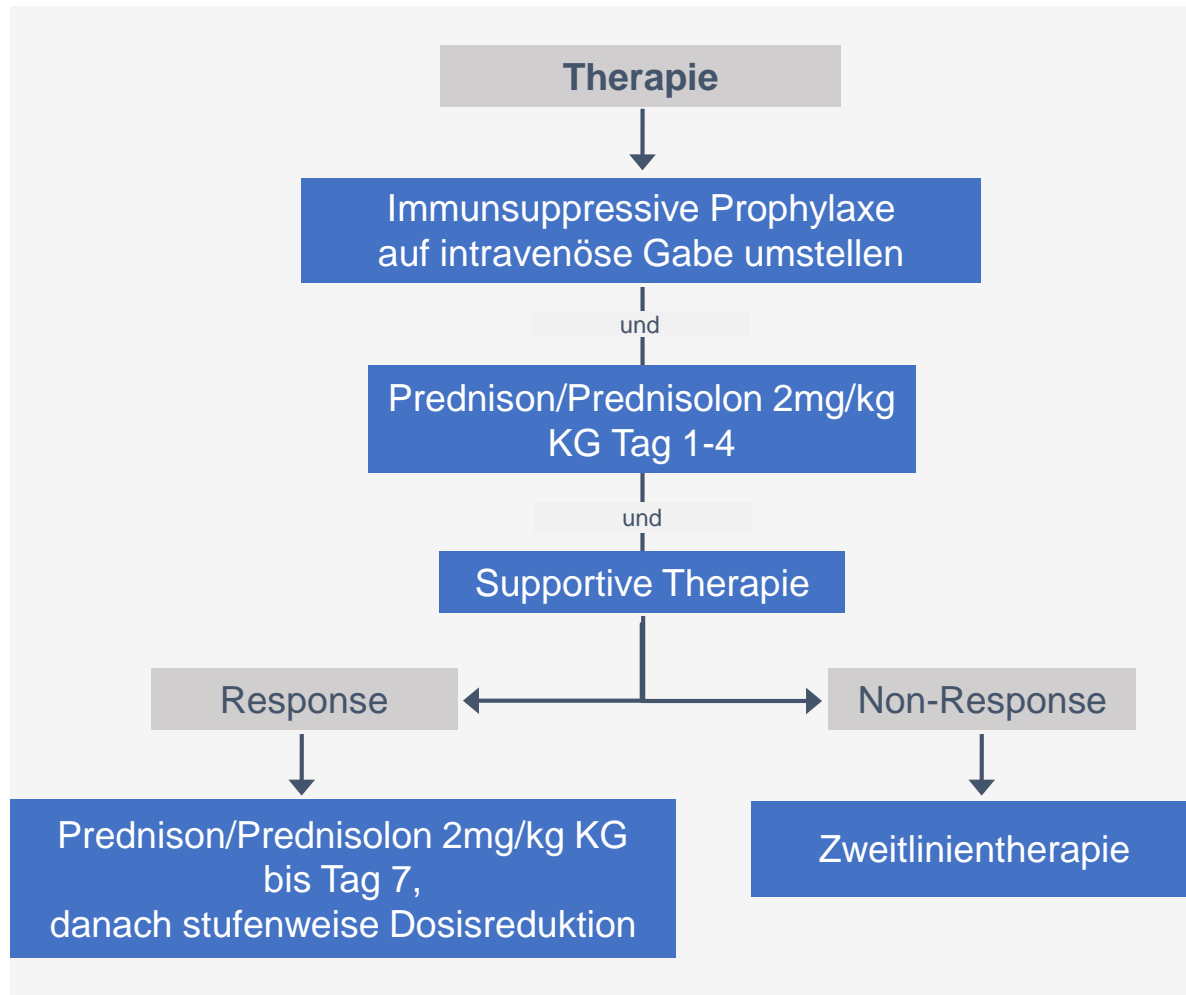 Therapie
Immunsuppressive Prophylaxe
auf intravenöse Gabe umstellen
und
Prednison/Prednisolon 2mg/kg
KG Tag 1-4
und
Supportive Therapie
Response
Non-Response
Prednison/Prednisolon 2mg/kg KG
bis Tag 7,
danach stufenweise Dosisreduktion
Zweitlinientherapie